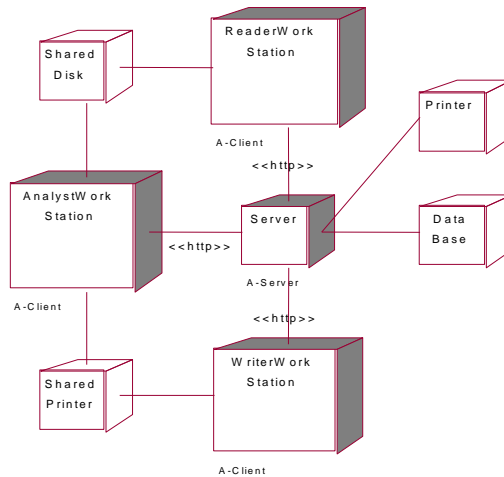 Shared
Disk
ReaderWork
Station
Printer
A-Client
<<http>>
AnalystWork
Station
Server
Data
Base
<<http>>
A-Client
A-Server
<<http>>
Shared
Printer
WriterWork
Station
A-Client